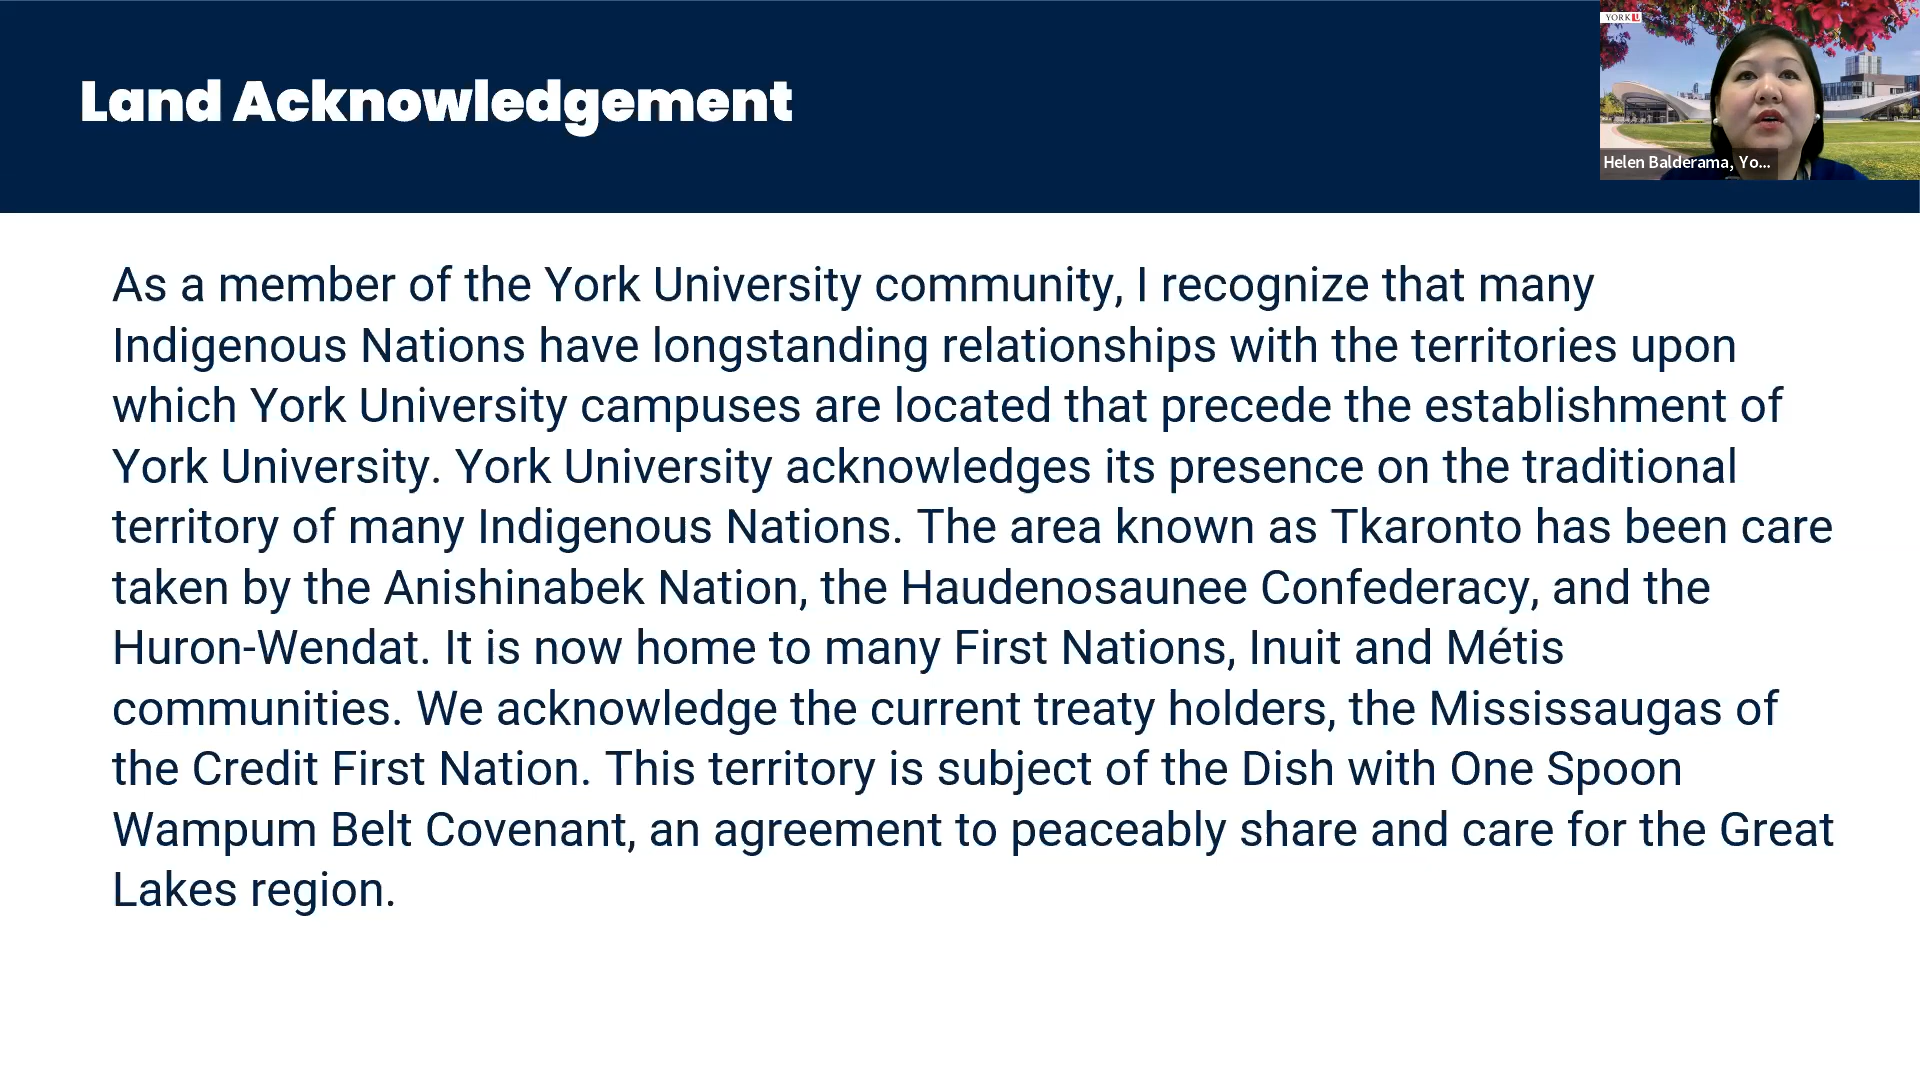 Land Acknowledgement
YORK U
Helen Balderama, Yo...
As a member of the York University community, I recognize that many
Indigenous Nations have longstanding relationships with the territories upon
which York University campuses are located that precede the establishment of
York University. York University acknowledges its presence on the traditional
territory of many Indigenous Nations. The area known as Tkaronto has been care
taken by the Anishinabek Nation, the Haudenosaunee Confederacy, and the
Huron-Wendat. It is now home to many First Nations, Inuit and Métis
communities. We acknowledge the current treaty holders, the Mississaugas of
the Credit First Nation. This territory is subject of the Dish with One Spoon
Wampum Belt Covenant, an agreement to peaceably share and care for the Great
Lakes region.